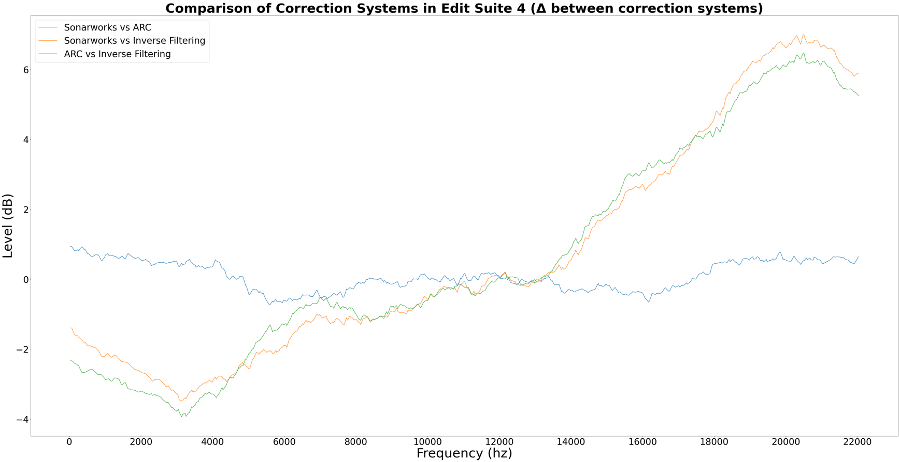 Comparison of Correction Systems in Edit Suite 4 (Δ between correction systems)
Sonarworks vs ARC
Sonarworks vs Inverse Filtering
ARC vs Inverse Filtering
Level (dB)
6
4
2
0
−2
−4
0 2000 4000 6000 8000 10000 12000 14000 16000 18000 20000 22000
Frequency (hz)